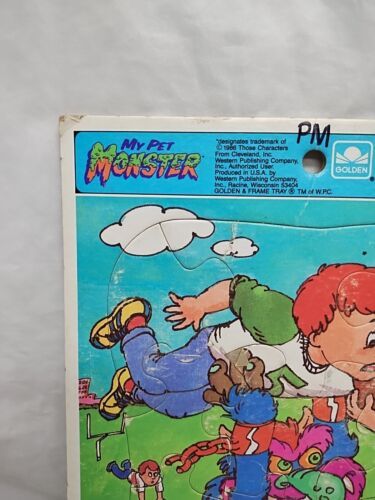 PM
MY PET
MONSTER™
*designates trademark of
© 1986 Those Characters
From Cleveland, Inc.
Western Publishing Company,
Inc., Authorized User.
Produced in U.S.A. by
Western Publishing Company,
Inc., Racine, Wisconsin 53404
GOLDEN & FRAME TRAY ® TM of W.P.C.
GOLDEN